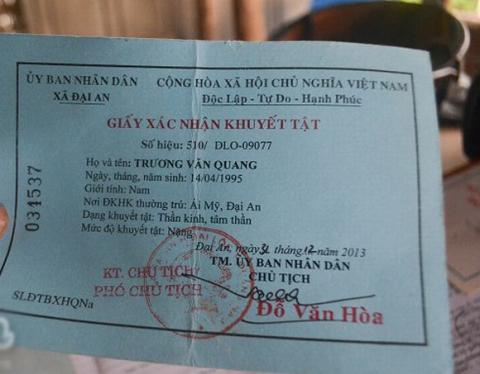 ỦY BAN NHÂN DÂN CỘNG HÒA XÃ HỘI CHỦ NGHĨA VIỆT NAM
XÃ ĐẠI AN Độc Lập - Tự Do - Hạnh Phúc
GIẤY XÁC NHẬN KHUYẾT TẬT
Số hiệu: 510/ DLO-09077
Họ và tên: TRƯƠNG VĂN QUANG
Ngày, tháng, năm sinh: 14/04/1995
Giới tính: Nam
Nơi ĐKHK thường trú: Ái Mỹ, Đại An
Dạng khuyết tật: Thần kinh, tâm thần
Mức độ khuyết tật: Nặng
Đại An, ngày 31 tháng 12 năm 2013
TM. ỦY BAN NHÂN DÂN
KT. CHỦ TỊCH CHỦ TỊCH
PHÓ CHỦ TỊCH
Đỗ Văn Hòa
SLĐTBXHQNa
034537